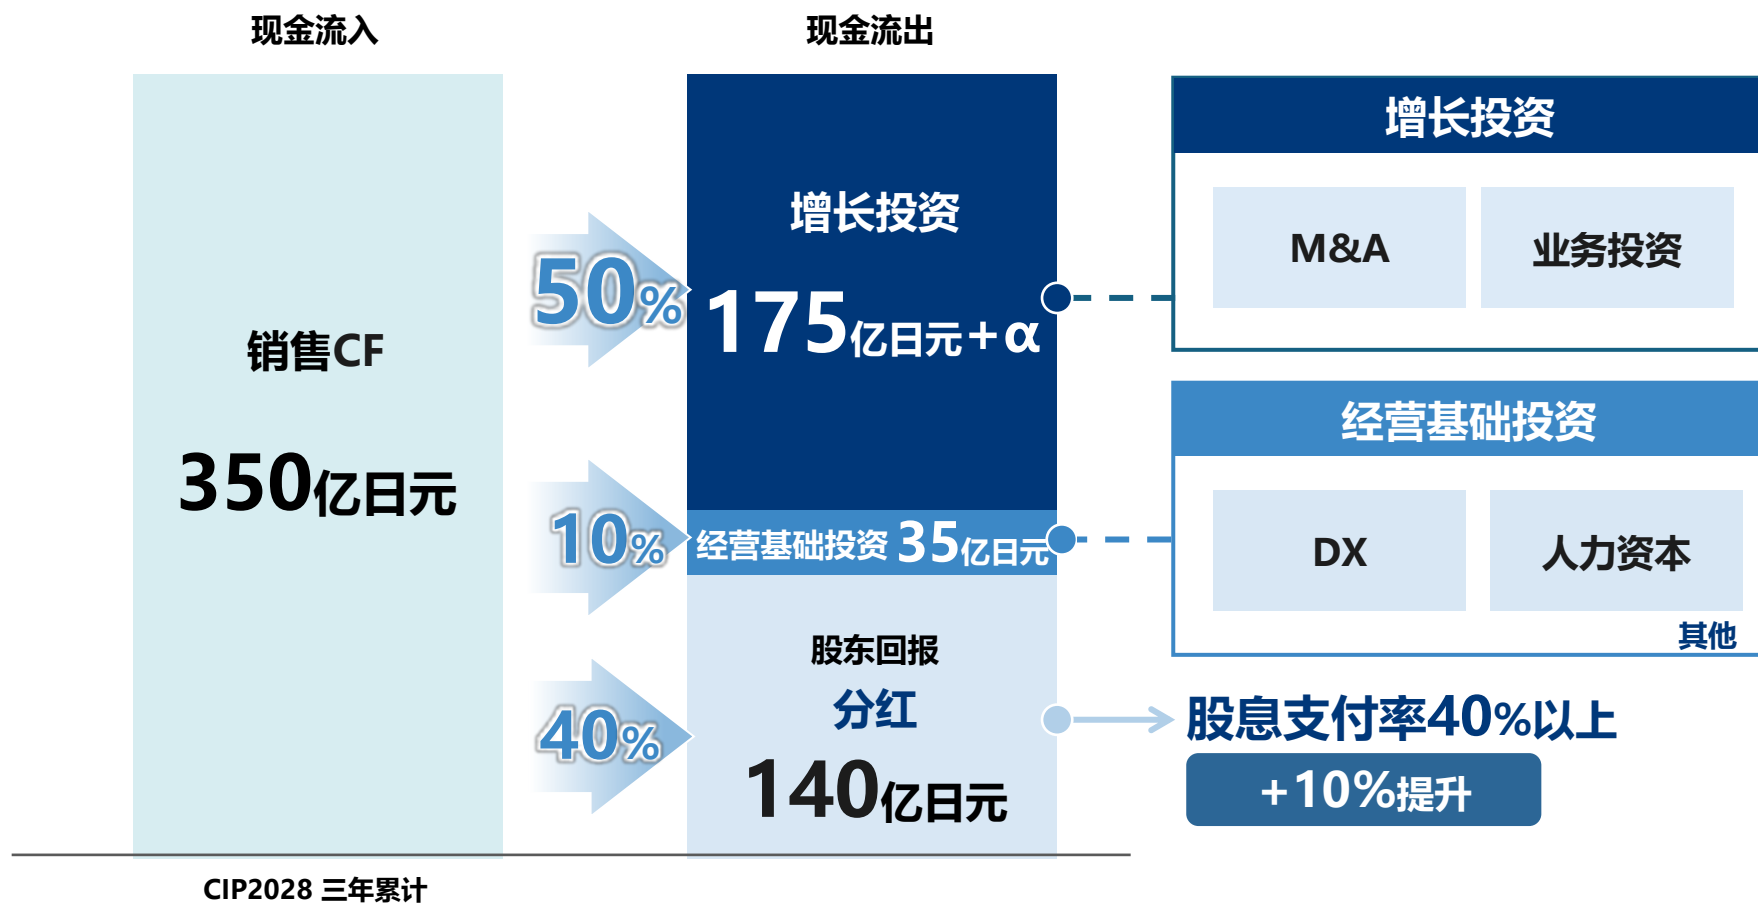 现金流入
现金流出
销售CF
350亿日元
50%
10%
40%
增长投资
175亿日元+α
经营基础投资 35亿日元
股东回报
分红
140亿日元
增长投资
M&A
业务投资
经营基础投资
DX
人力资本
其他
股息支付率40%以上
+10%提升
CIP2028 三年累计